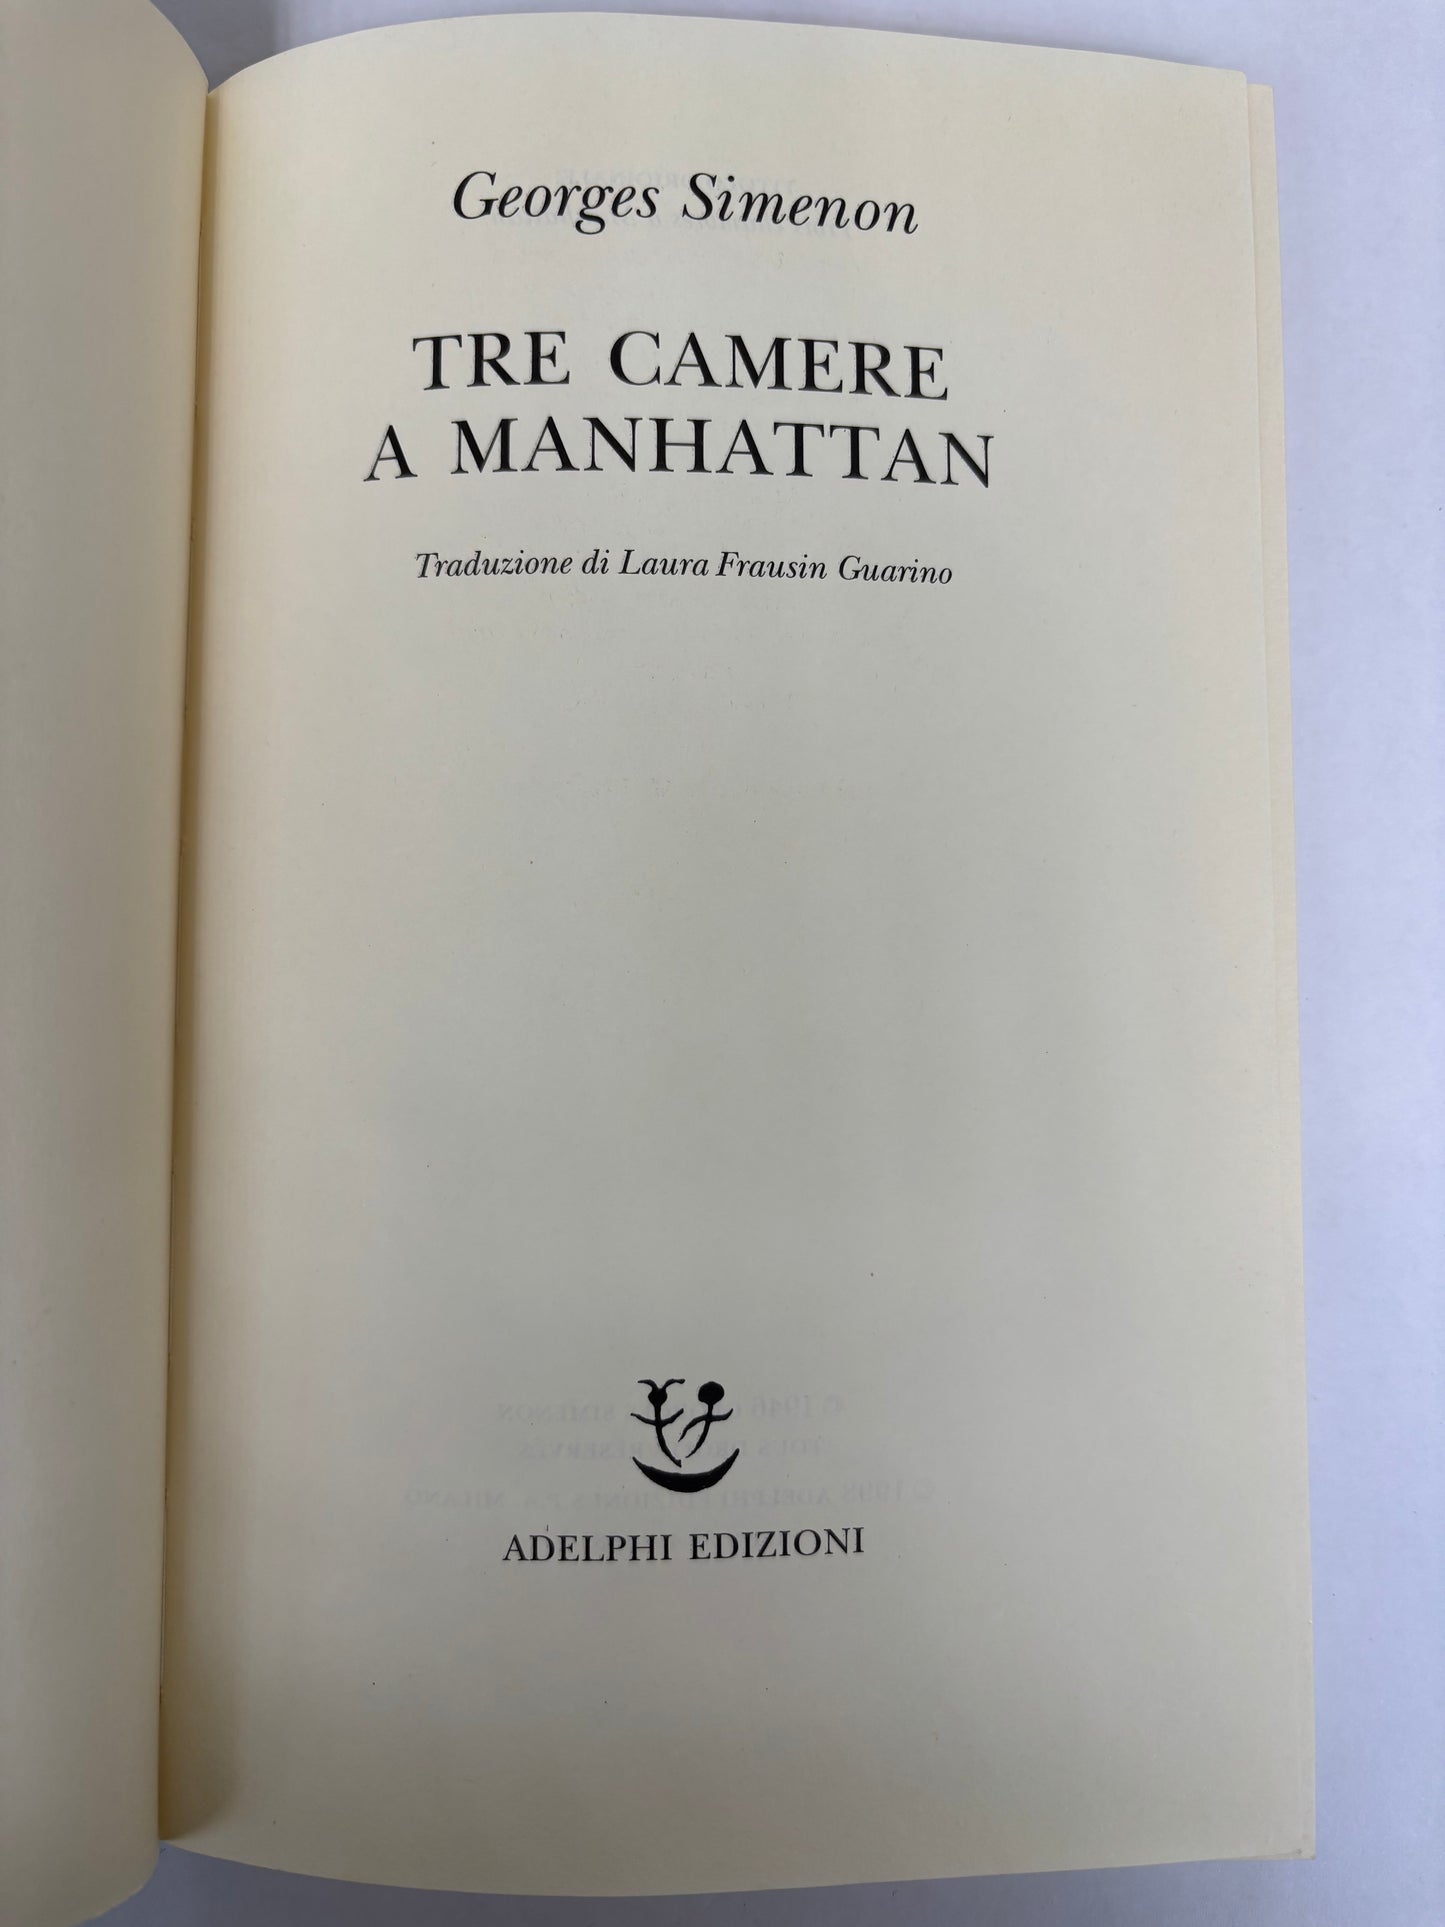 Georges Simenon
TRE CAMERE
A MANHATTAN
Traduzione di Laura Frausin Guarino
ADELPHI EDIZIONI